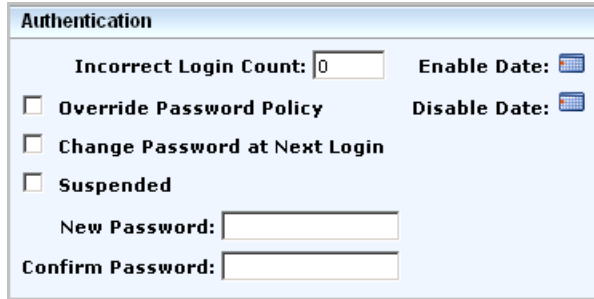 Authentication
Incorrect Login Count: 0 Enable Date:
Override Password Policy Disable Date:
Change Password at Next Login
Suspended
New Password:
Confirm Password: